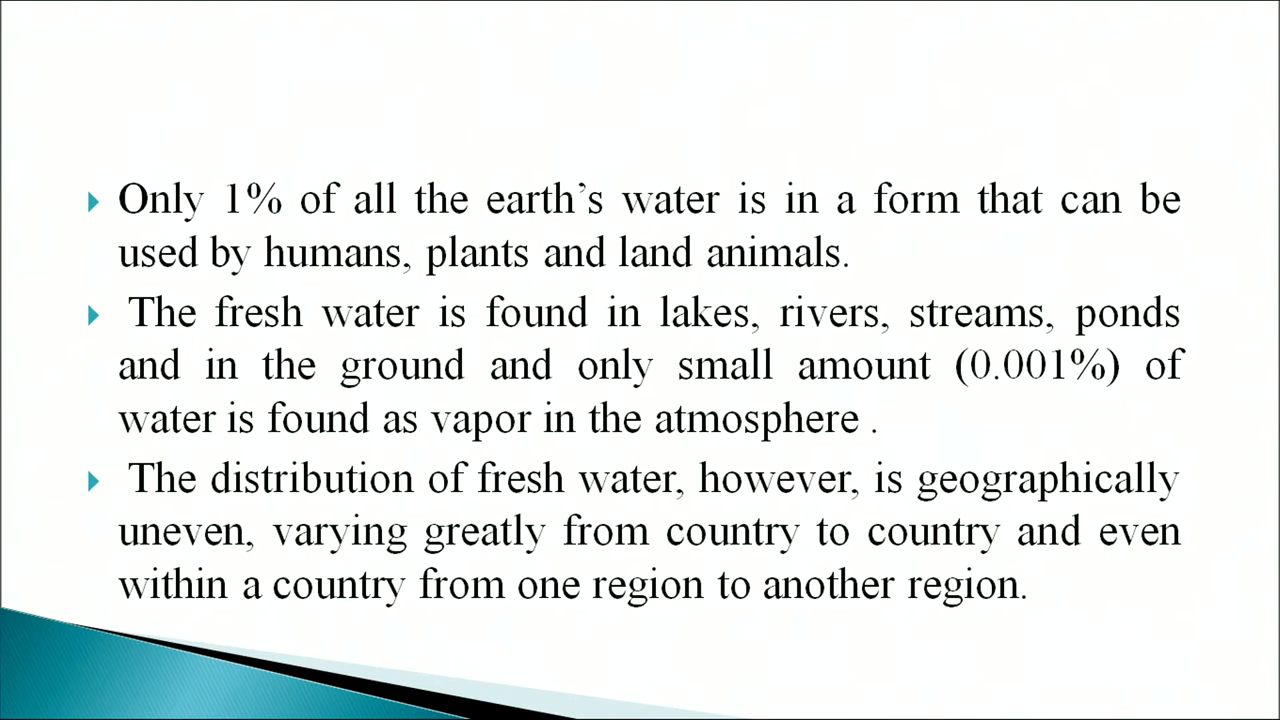 Only 1% of all the earth’s water is in a form that can be
used by humans, plants and land animals.
The fresh water is found in lakes, rivers, streams, ponds
and in the ground and only small amount (0.001%) of
water is found as vapor in the atmosphere .
The distribution of fresh water, however, is geographically
uneven, varying greatly from country to country and even
within a country from one region to another region.